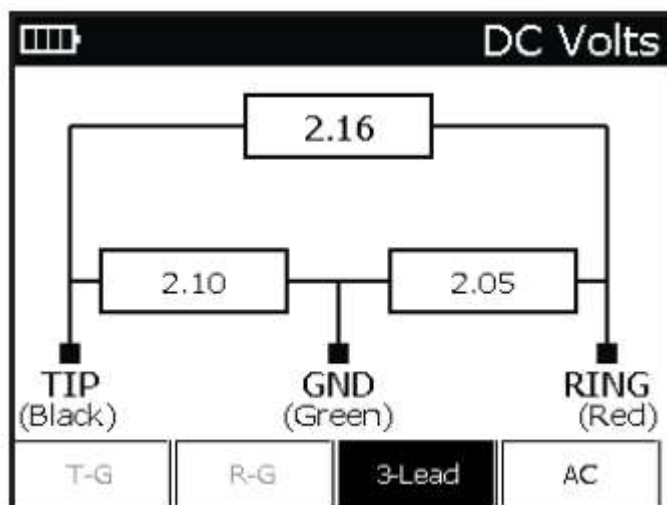 DC Volts
2.16
2.10 2.05
TIP GND RING
(Black) (Green) (Red)
T-G R-G 3-Lead AC